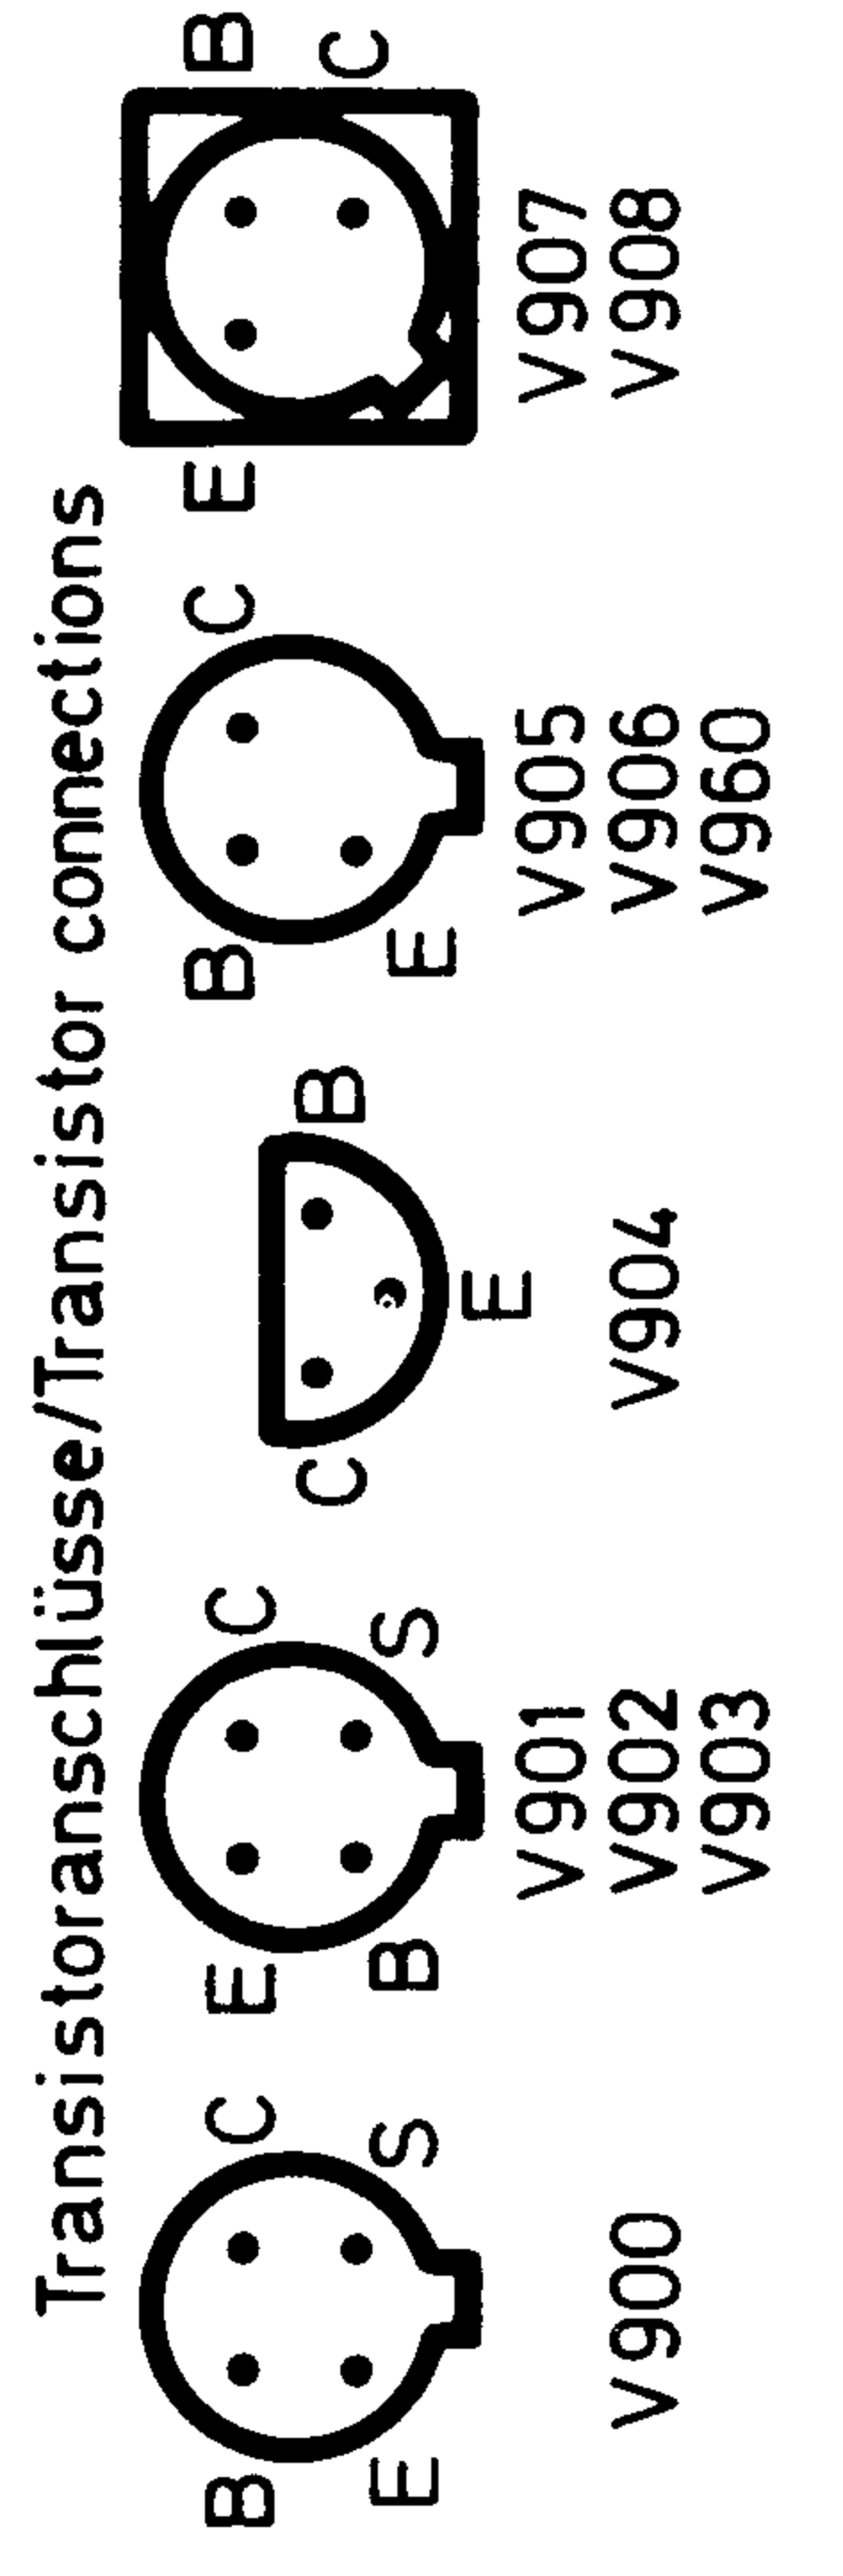 Transistoranschlüsse/Transistor connections
B C
E S
V900
E C
B S
V901
V902
V903
C B
E
V904
B C
E
V905
V906
V960
E B
C
V907
V908